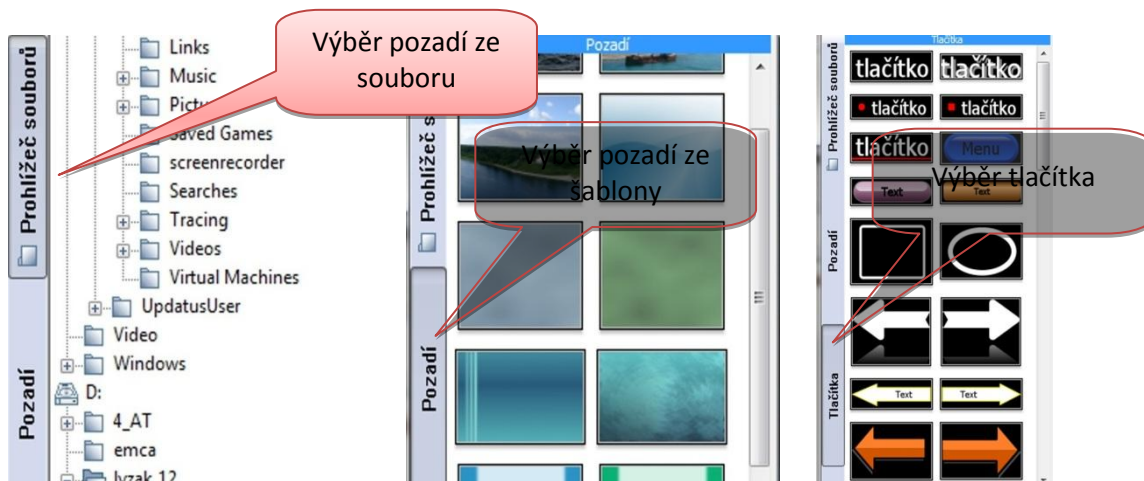 Prohlížeč souborů
Pozadí
Links
Music
Saved Games
screenrecorder
Searches
Tracing
Videos
Virtual Machines
UpdatusUser
Video
Windows
D:
4_AT
emca
lyzak 12
Výběr pozadí ze
souboru
Pozadí
Pozadí
Výběr pozadí ze
šablony
Tlačítka
Prohlížeč souborů
Pozadí
Tlačítka
tlačítko tlačítko
tlačítko tlačítko
tlačítko Menu
Text Text
Text Text
Výběr tlačítka